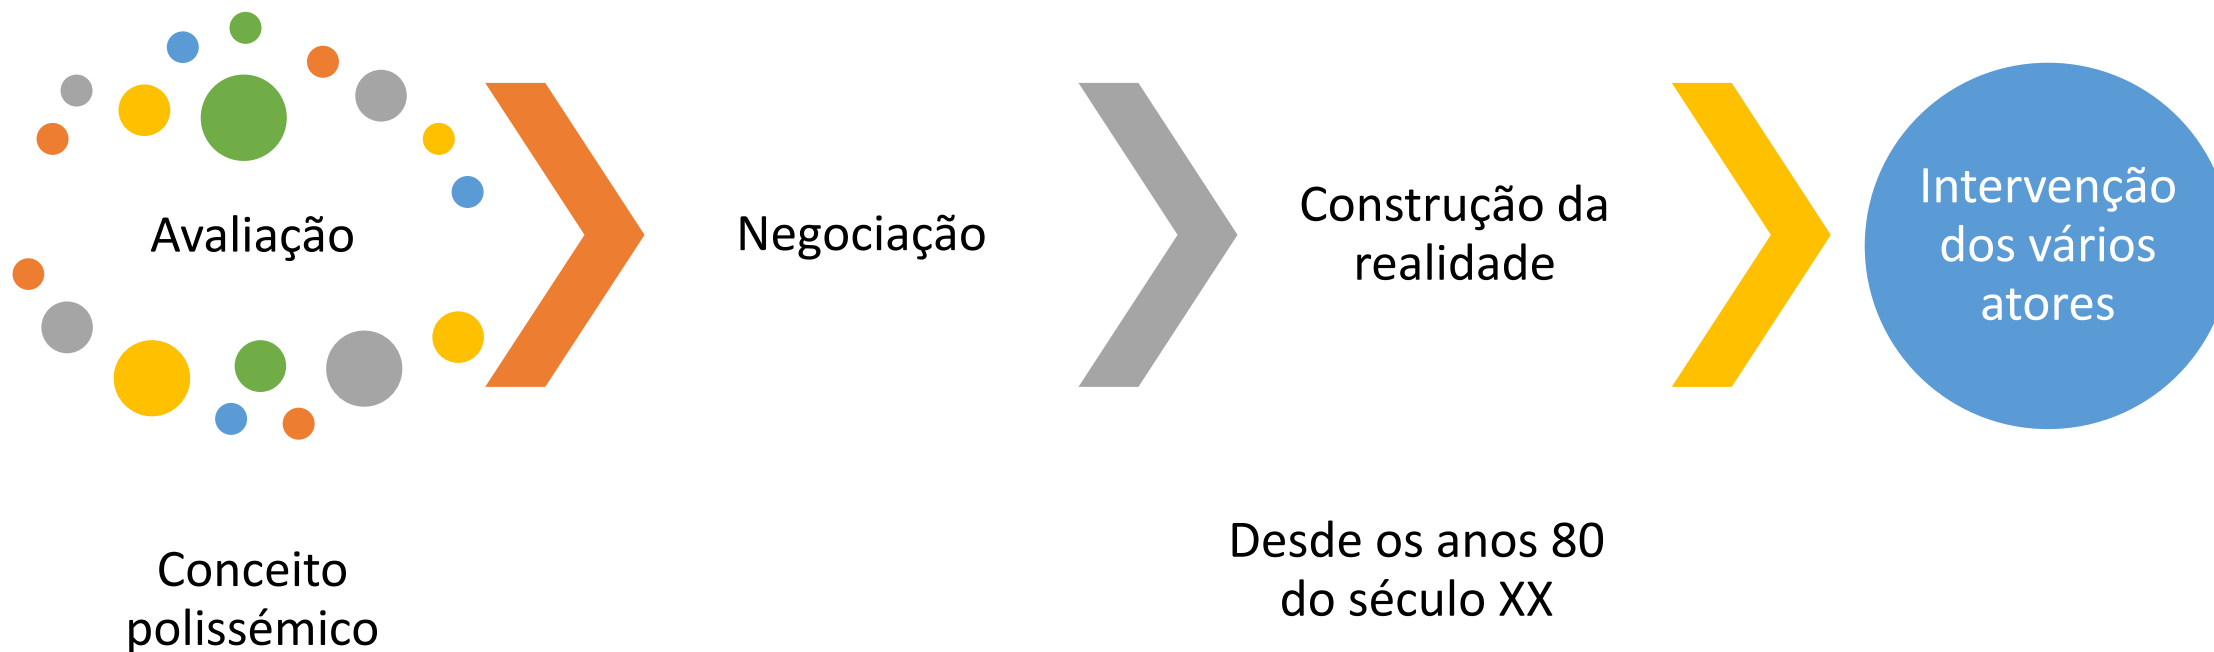 Avaliação
Negociação
Construção da
realidade
Intervenção
dos vários
atores
Conceito
polissémico
Desde os anos 80
do século XX